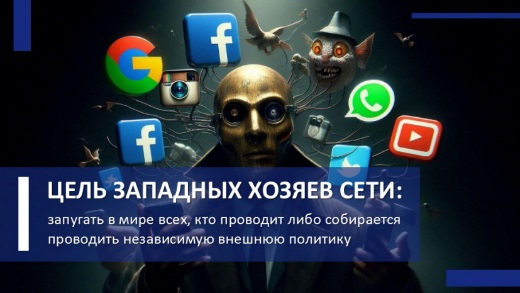 ЦЕЛЬ ЗАПАДНЫХ ХОЗЯЕВ СЕТИ:
запугать в мире всех, кто проводит либо собирается
проводить независимую внешнюю политику